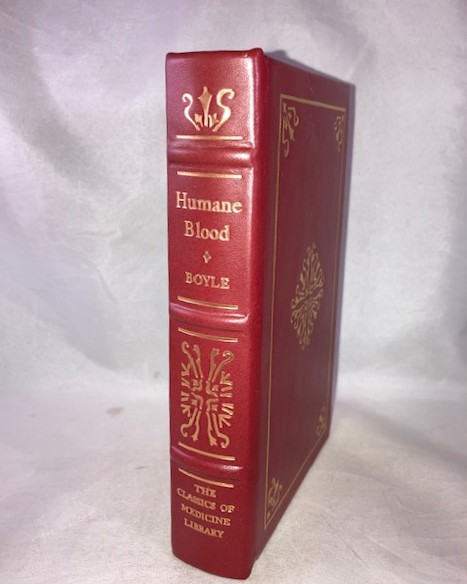 Humane
Blood
BOYLE
THE
CLASSICS OF
MEDICINE
LIBRARY